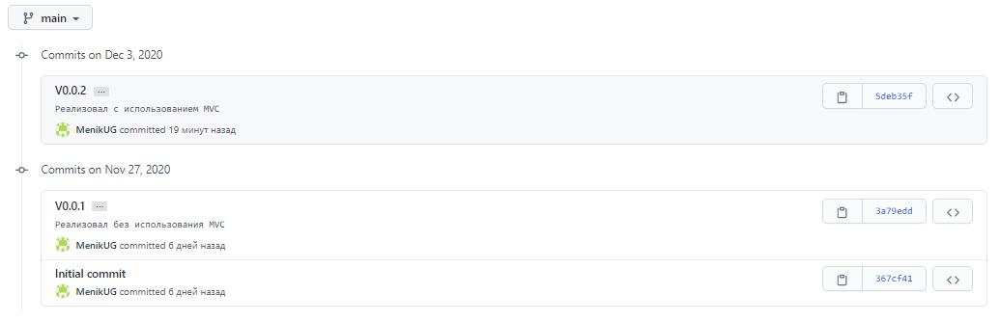 main
Commits on Dec 3, 2020
V0.0.2 ...
5deb35f
Реализовал с использованием MVC
MenikUG committed 19 минут назад
Commits on Nov 27, 2020
V0.0.1 ...
3a79edd
Реализовал без использования MVC
MenikUG committed 6 дней назад
Initial commit
367cf41
MenikUG committed 6 дней назад